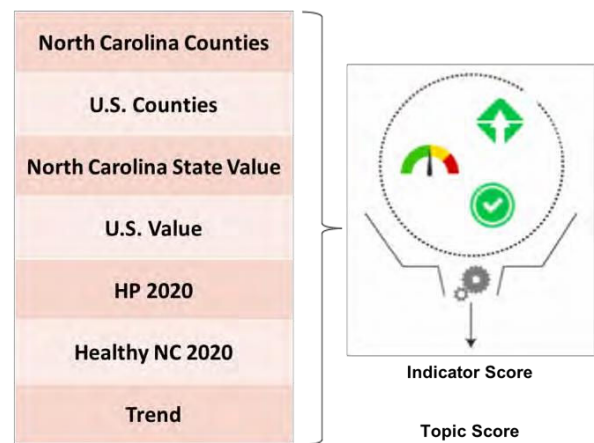 North Carolina Counties
U.S. Counties
North Carolina State Value
U.S. Value
HP 2020
Healthy NC 2020
Trend
Indicator Score
Topic Score